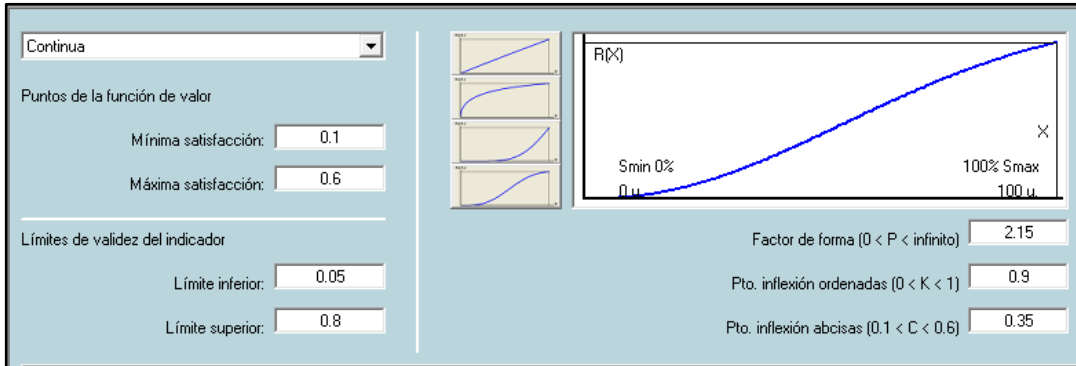 Continua
Puntos de la función de valor
Mínima satisfacción: 0.1
Máxima satisfacción: 0.6
Límites de validez del indicador
Límite inferior: 0.05
Límite superior: 0.8
R(X)
X
Smin 0%
100% Smax
0 u.
100 u.
Factor de forma (0 < P < infinito) 2.15
Pto. inflexión ordenadas (0 < K < 1) 0.9
Pto. inflexión abcisas (0.1 < C < 0.6) 0.35